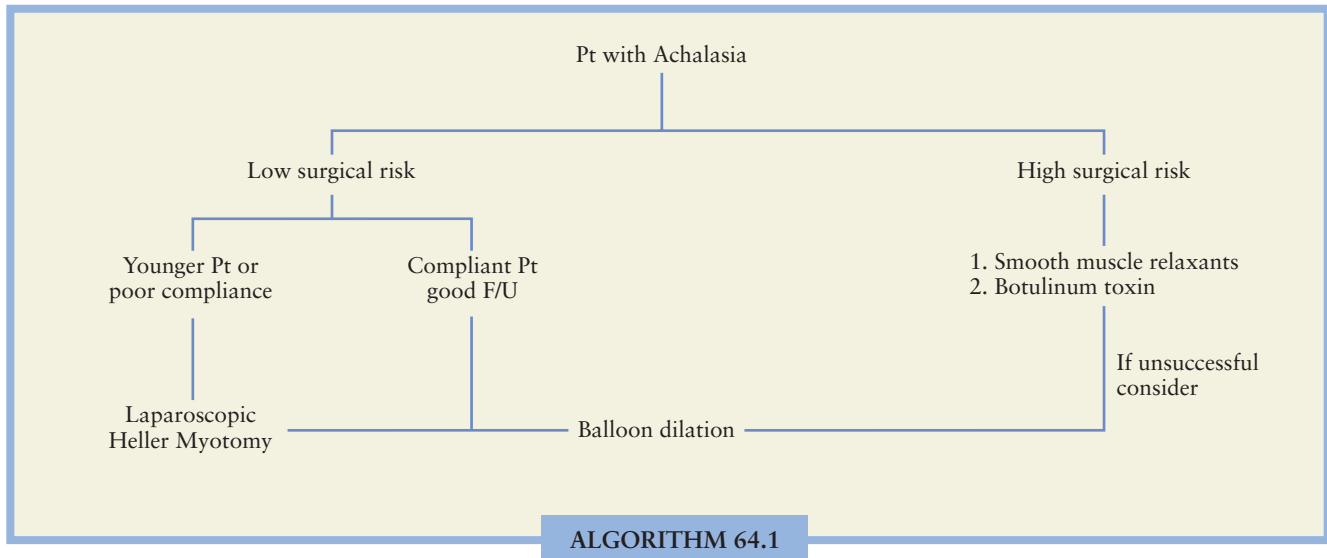 Pt with Achalasia
Low surgical risk
High surgical risk
Younger Pt or
poor compliance
Compliant Pt
good F/U
1. Smooth muscle relaxants
2. Botulinum toxin
If unsuccessful
consider
Laparoscopic
Heller Myotomy
Balloon dilation
ALGORITHM 64.1